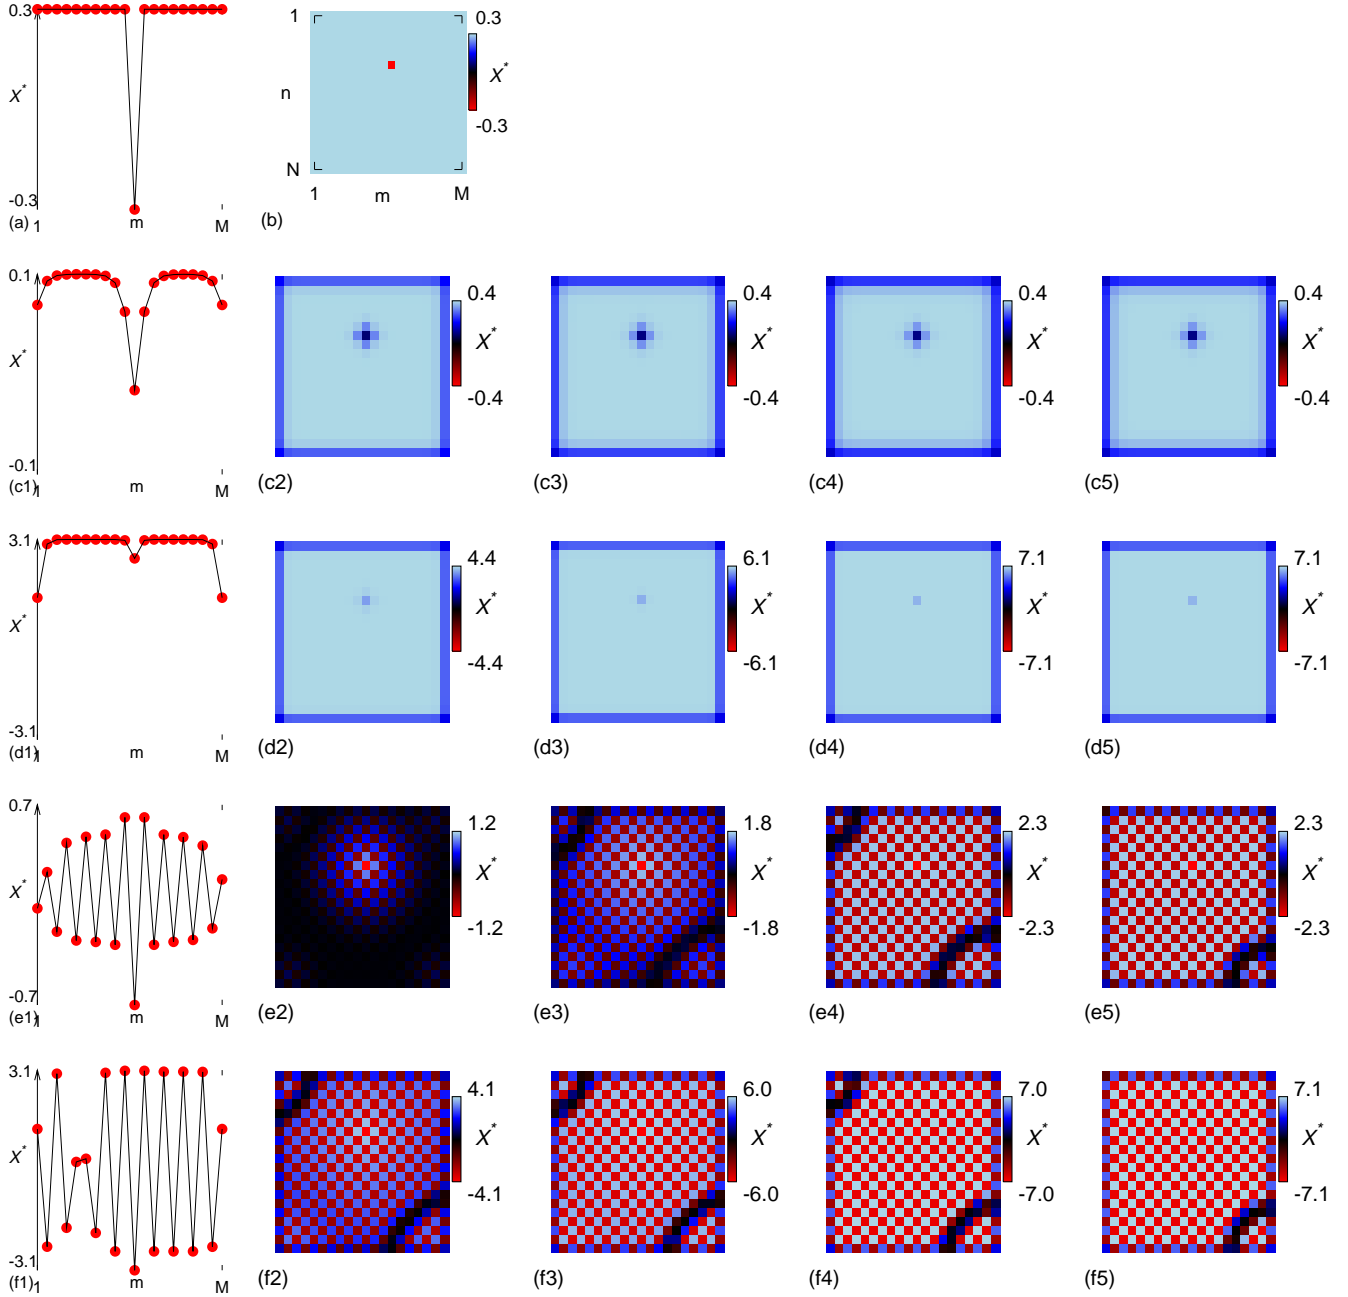 0.3
X*
-0.3
(a)
1
m
M
1
n
N
1
m
M
0.3
X*
-0.3
(b)
0.1
X*
-0.1
(c1)
1
m
M
0.4
X*
-0.4
(c2)
0.4
X*
-0.4
(c3)
0.4
X*
-0.4
(c4)
0.4
X*
-0.4
(c5)
3.1
X*
-3.1
(d1)
1
m
M
4.4
X*
-4.4
(d2)
6.1
X*
-6.1
(d3)
7.1
X*
-7.1
(d4)
7.1
X*
-7.1
(d5)
0.7
X*
-0.7
(e1)
1
m
M
1.2
X*
-1.2
(e2)
1.8
X*
-1.8
(e3)
2.3
X*
-2.3
(e4)
2.3
X*
-2.3
(e5)
3.1
X*
-3.1
(f1)
1
m
M
4.1
X*
-4.1
(f2)
6.0
X*
-6.0
(f3)
7.0
X*
-7.0
(f4)
7.1
X*
-7.1
(f5)